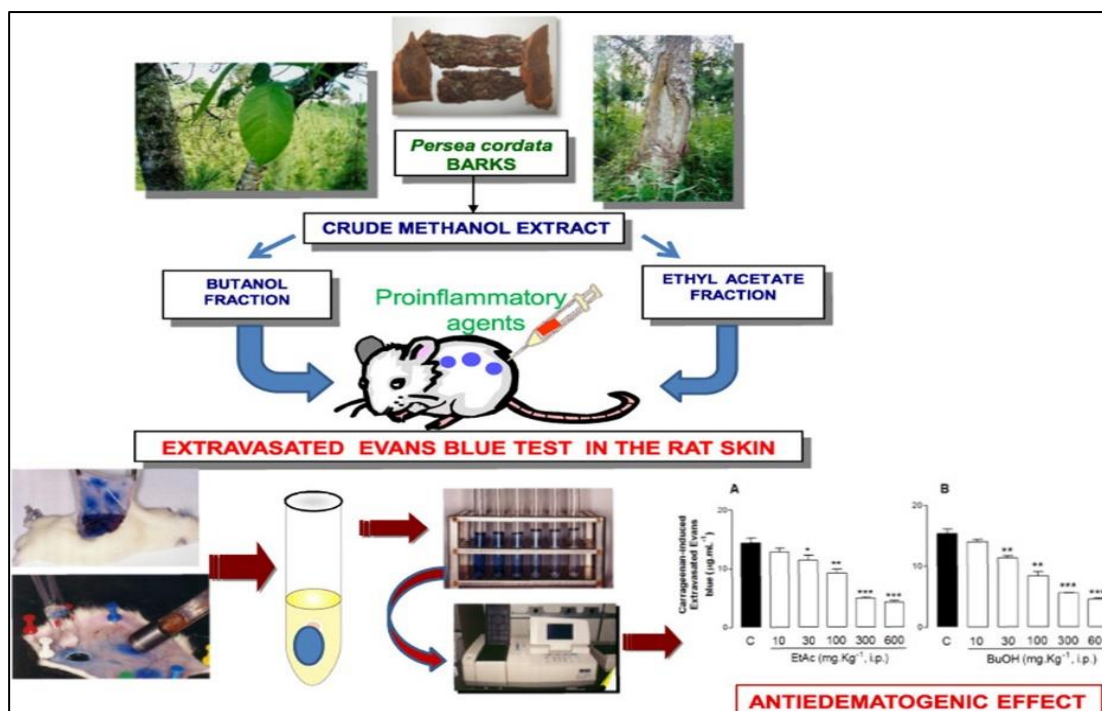 Persea cordata
BARKS
CRUDE METHANOL EXTRACT
BUTANOL
FRACTION
ETHYL ACETATE
FRACTION
Proinflammatory
agents
EXTRAVASATED EVANS BLUE TEST IN THE RAT SKIN
A
Carrageenan-induced
Extravasated Evans
blue (µg.mL⁻¹)
20
10
0
C 10 30 100 300 600
EtAc (mg.Kg⁻¹, i.p.)
* ** *** ***
B
20
10
0
C 10 30 100 300 600
BuOH (mg.Kg⁻¹, i.p.)
** ** *** ***
ANTIEDEMATOGENIC EFFECT